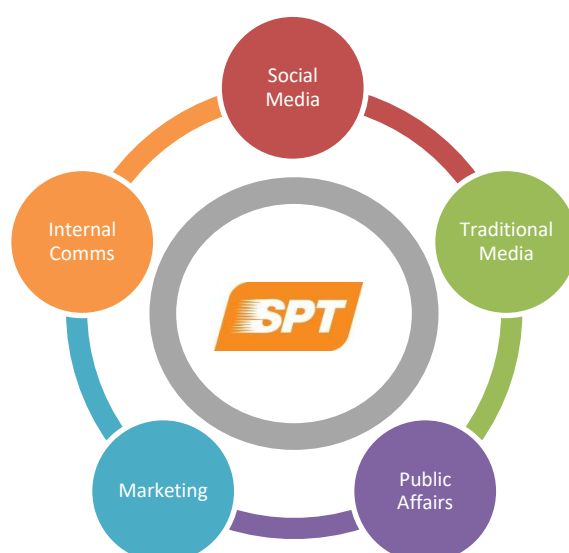 Social
Media
Internal
Comms
Traditional
Media
SPT
Marketing
Public
Affairs